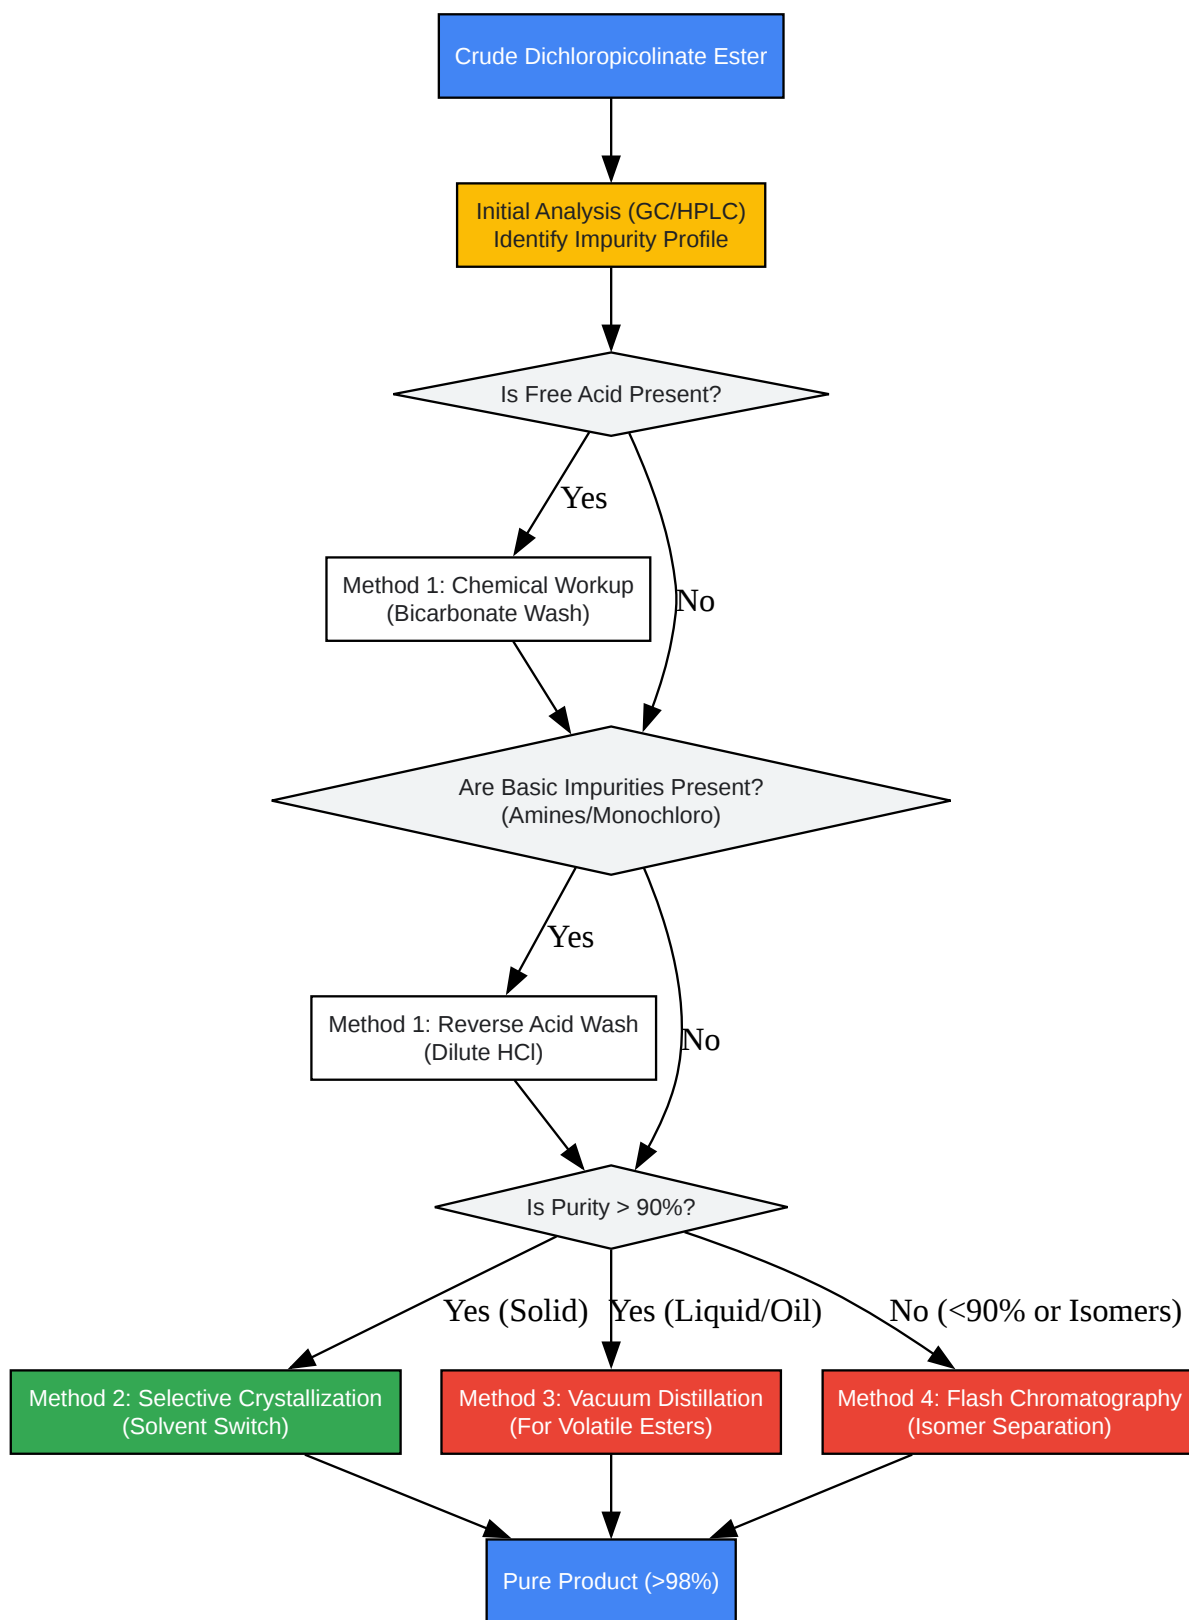 Crude Dichloropicolinate Ester
Initial Analysis (GC/HPLC)
Identify Impurity Profile
Is Free Acid Present?
Yes
Method 1: Chemical Workup
(Bicarbonate Wash)
No
Are Basic Impurities Present?
(Amines/Monochloro)
Yes
Method 1: Reverse Acid Wash
(Dilute HCl)
No
Is Purity > 90%?
Yes (Solid)
Yes (Liquid/Oil)
No (<90% or Isomers)
Method 2: Selective Crystallization
(Solvent Switch)
Method 3: Vacuum Distillation
(For Volatile Esters)
Method 4: Flash Chromatography
(Isomer Separation)
Pure Product (>98%)